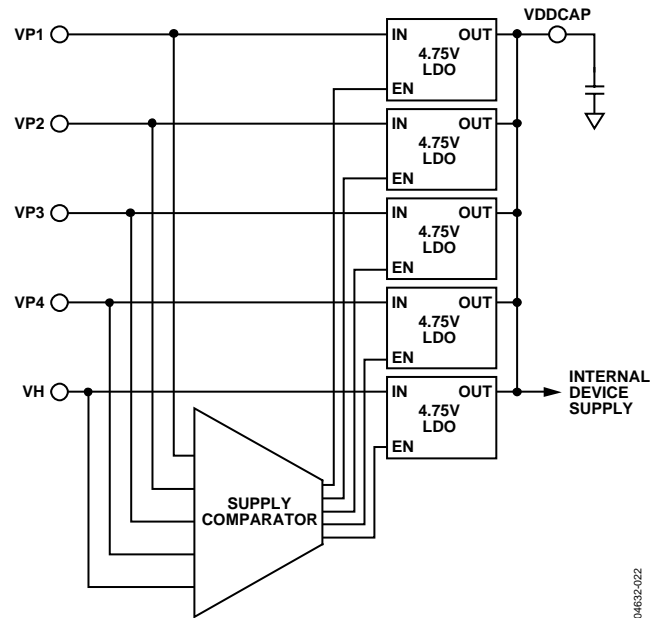 VDDCAP
VP1
IN OUT
4.75V
LDO
EN
VP2
IN OUT
4.75V
LDO
EN
VP3
IN OUT
4.75V
LDO
EN
VP4
IN OUT
4.75V
LDO
EN
VH
IN OUT
4.75V
LDO
EN
INTERNAL
DEVICE
SUPPLY
SUPPLY
COMPARATOR
04632-022